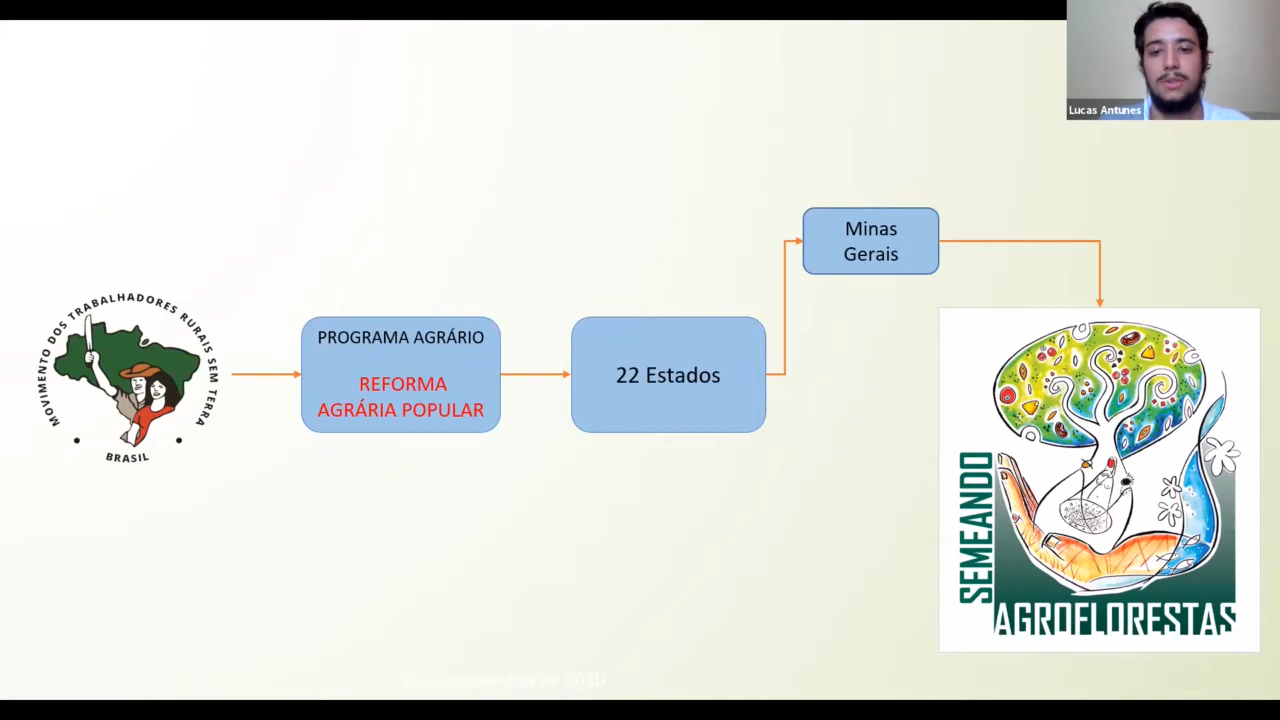 Lucas Antunes
MOVIMENTO DOS TRABALHADORES RURAIS SEM TERRA
BRASIL
PROGRAMA AGRÁRIO
REFORMA
AGRÁRIA POPULAR
22 Estados
Minas
Gerais
SEMEANDO
AGROFLORESTAS
2020